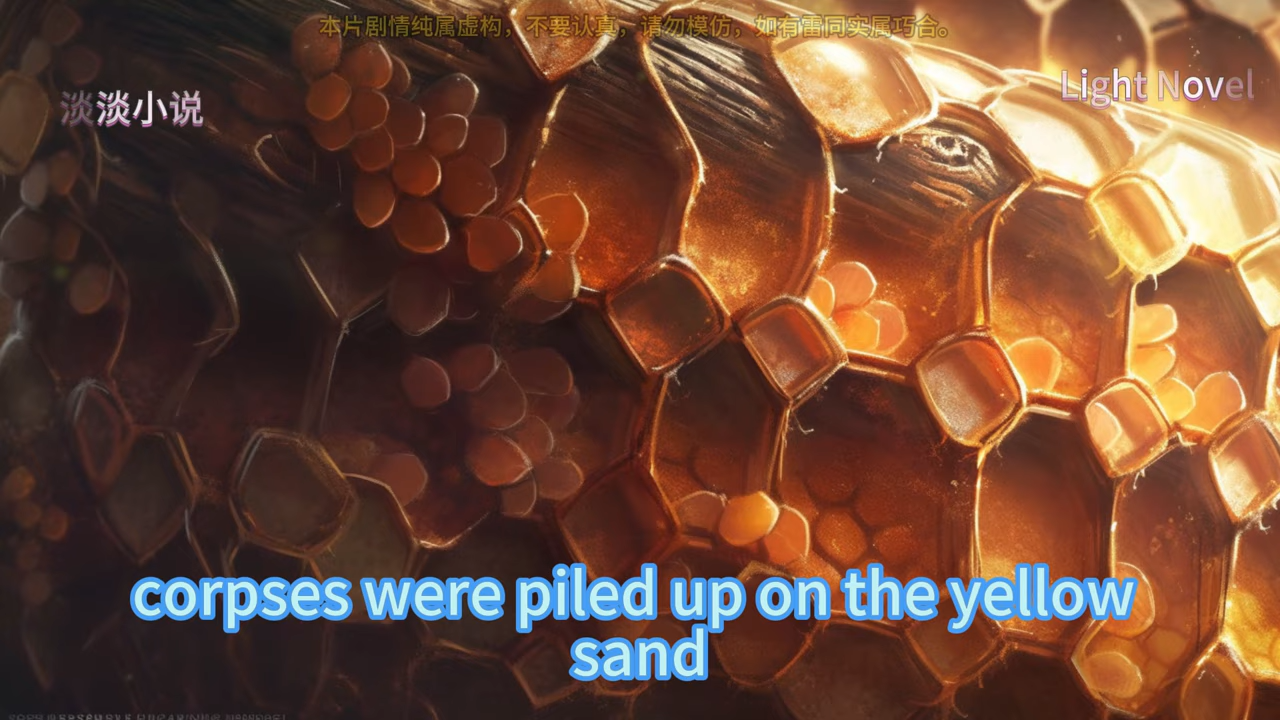 本片剧情纯属虚构，不要认真，请勿模仿，如有雷同实属巧合。
淡淡小说
Light Novel
corpses were piled up on the yellow
sand